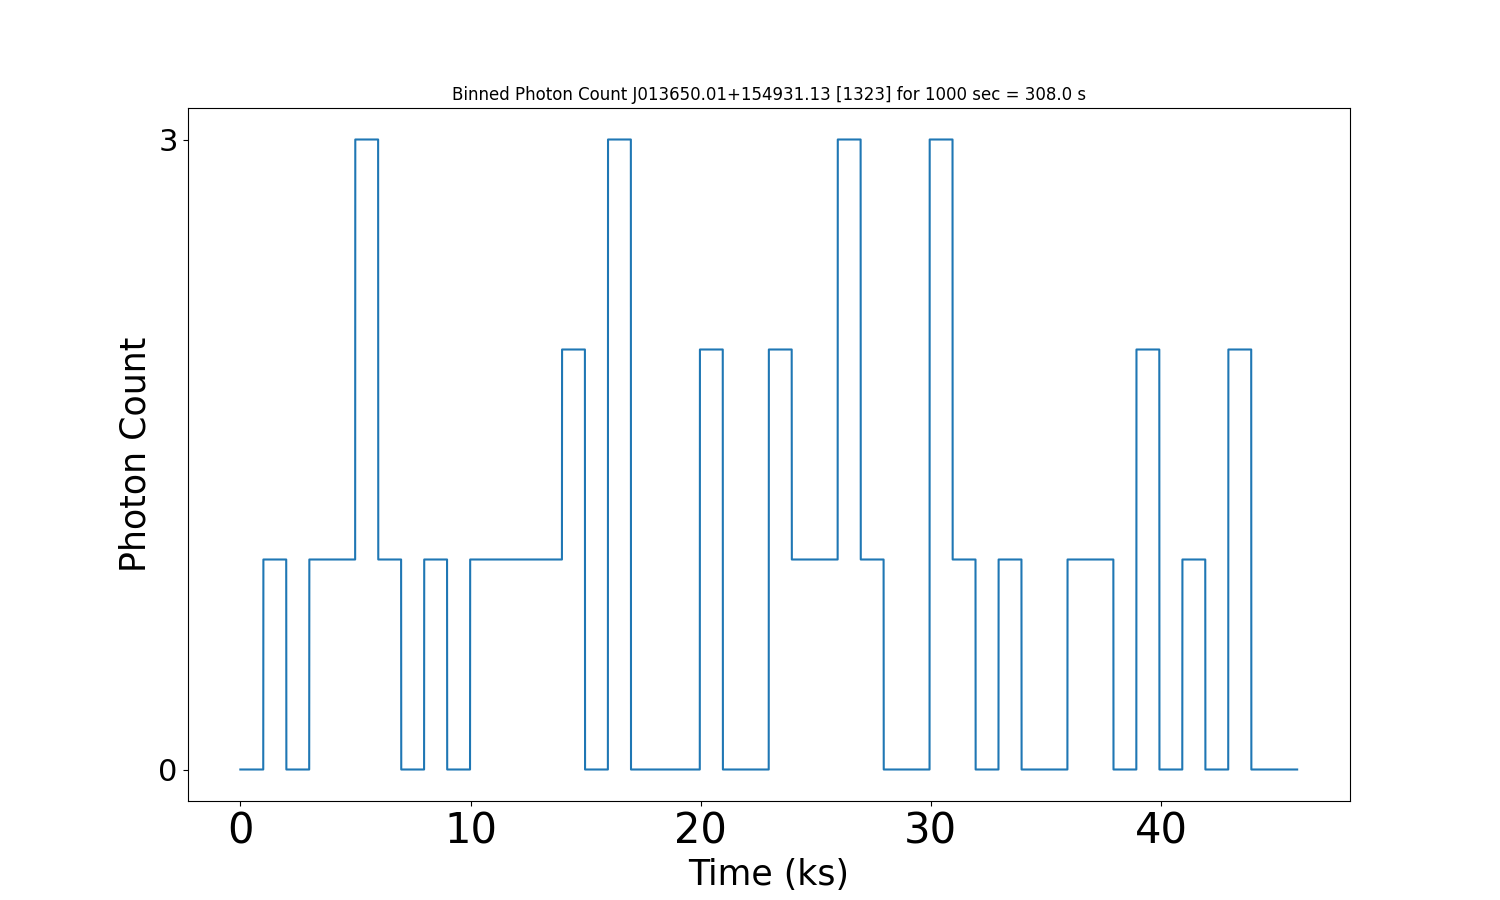 Binned Photon Count J013650.01+154931.13 [1323] for 1000 sec = 308.0 s
3
Photon Count
0
0 10 20 30 40
Time (ks)